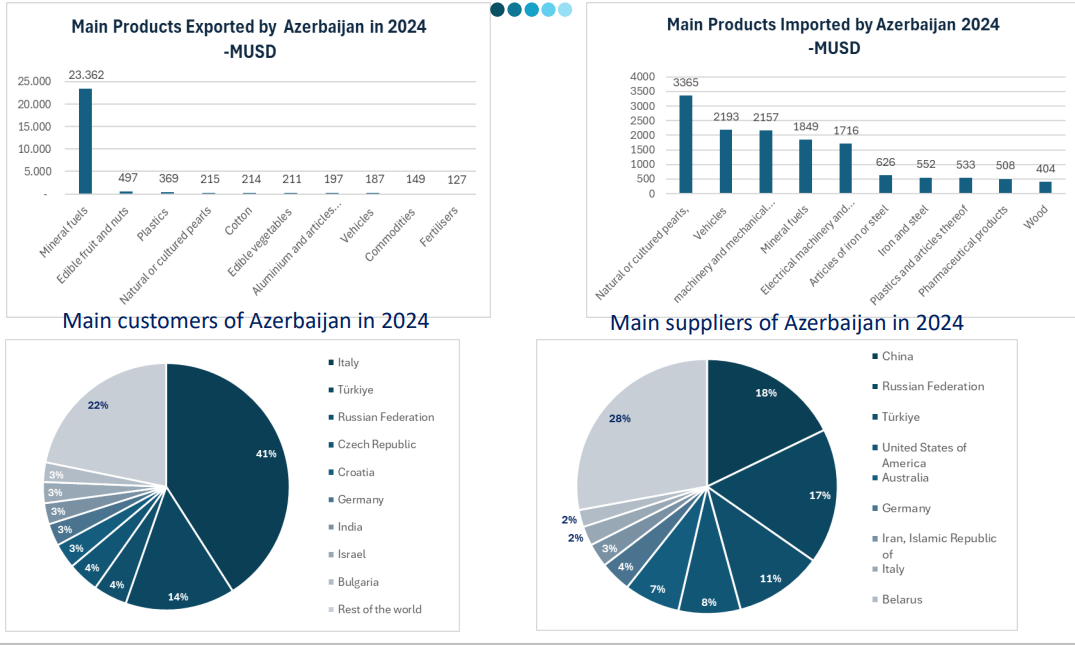 Main Products Exported by Azerbaijan in 2024
-MUSD
25.000
20.000
15.000
10.000
5.000
-
23.362
497
369
215
214
211
197
187
149
127
Mineral fuels
Edible fruit and nuts
Plastics
Natural or cultured pearls
Cotton
Edible vegetables
Aluminium and articles...
Vehicles
Commodities
Fertilisers
Main Products Imported by Azerbaijan 2024
-MUSD
4000
3500
3000
2500
2000
1500
1000
500
0
3365
2193
2157
1849
1716
626
552
533
508
404
Natural or cultured pearls,
Vehicles
machinery and mechanical...
Mineral fuels
Electrical machinery and...
Articles of iron or steel
Iron and steel
Plastics and articles thereof
Pharmaceutical products
Wood
Main customers of Azerbaijan in 2024
41%
14%
4%
4%
3%
3%
3%
3%
3%
22%
Italy
Türkiye
Russian Federation
Czech Republic
Croatia
Germany
India
Israel
Bulgaria
Rest of the world
Main suppliers of Azerbaijan in 2024
18%
17%
11%
8%
7%
4%
3%
2%
2%
28%
China
Russian Federation
Türkiye
United States of
America
Australia
Germany
Iran, Islamic Republic
of
Italy
Belarus